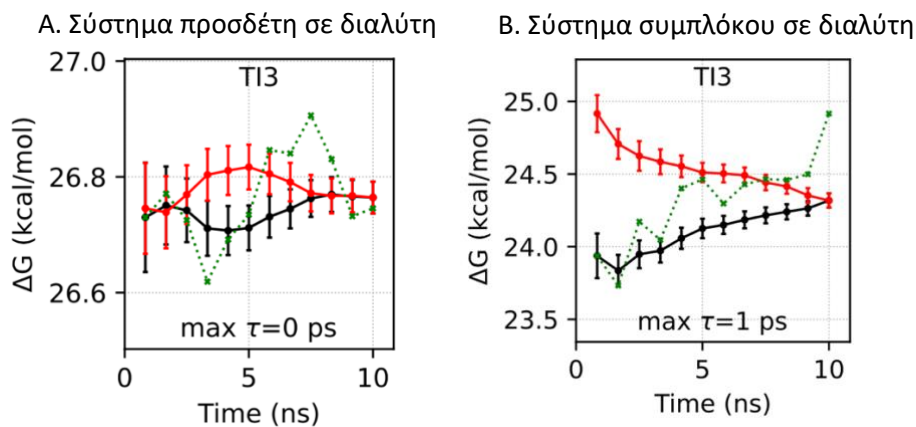 Α. Σύστημα προσδέτη σε διαλύτη
Β. Σύστημα συμπλόκου σε διαλύτη
TI3
27.0
26.8
26.6
ΔG (kcal/mol)
max τ=0 ps
0 5 10
Time (ns)
TI3
25.0
24.5
24.0
23.5
ΔG (kcal/mol)
max τ=1 ps
0 5 10
Time (ns)